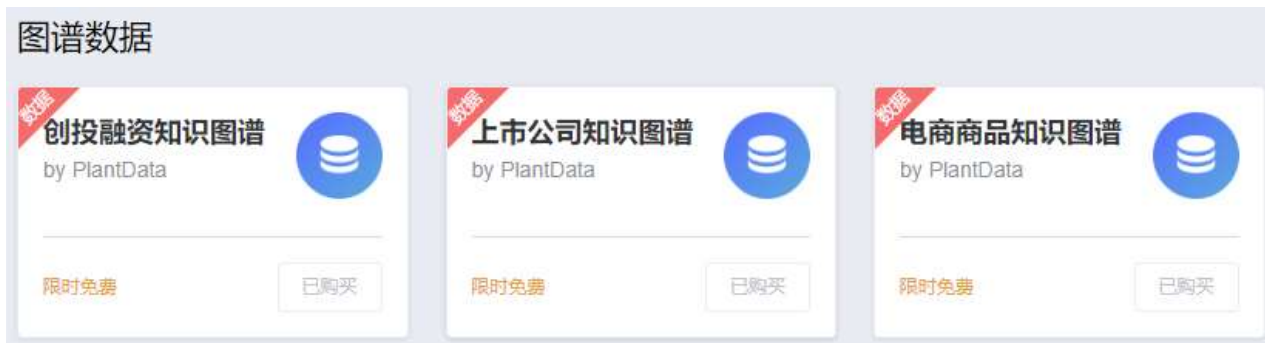 图谱数据
数据
创投融资知识图谱
by PlantData
限时免费
已购买
数据
上市公司知识图谱
by PlantData
限时免费
已购买
数据
电商商品知识图谱
by PlantData
限时免费
已购买